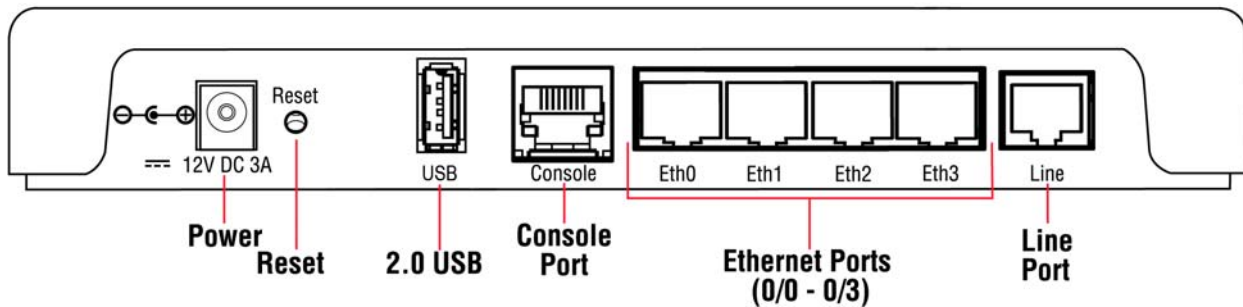 Reset
12V DC 3A
USB
Console
Eth0 Eth1 Eth2 Eth3
Line
Power
Reset
2.0 USB
Console
Port
Ethernet Ports
(0/0 - 0/3)
Line
Port